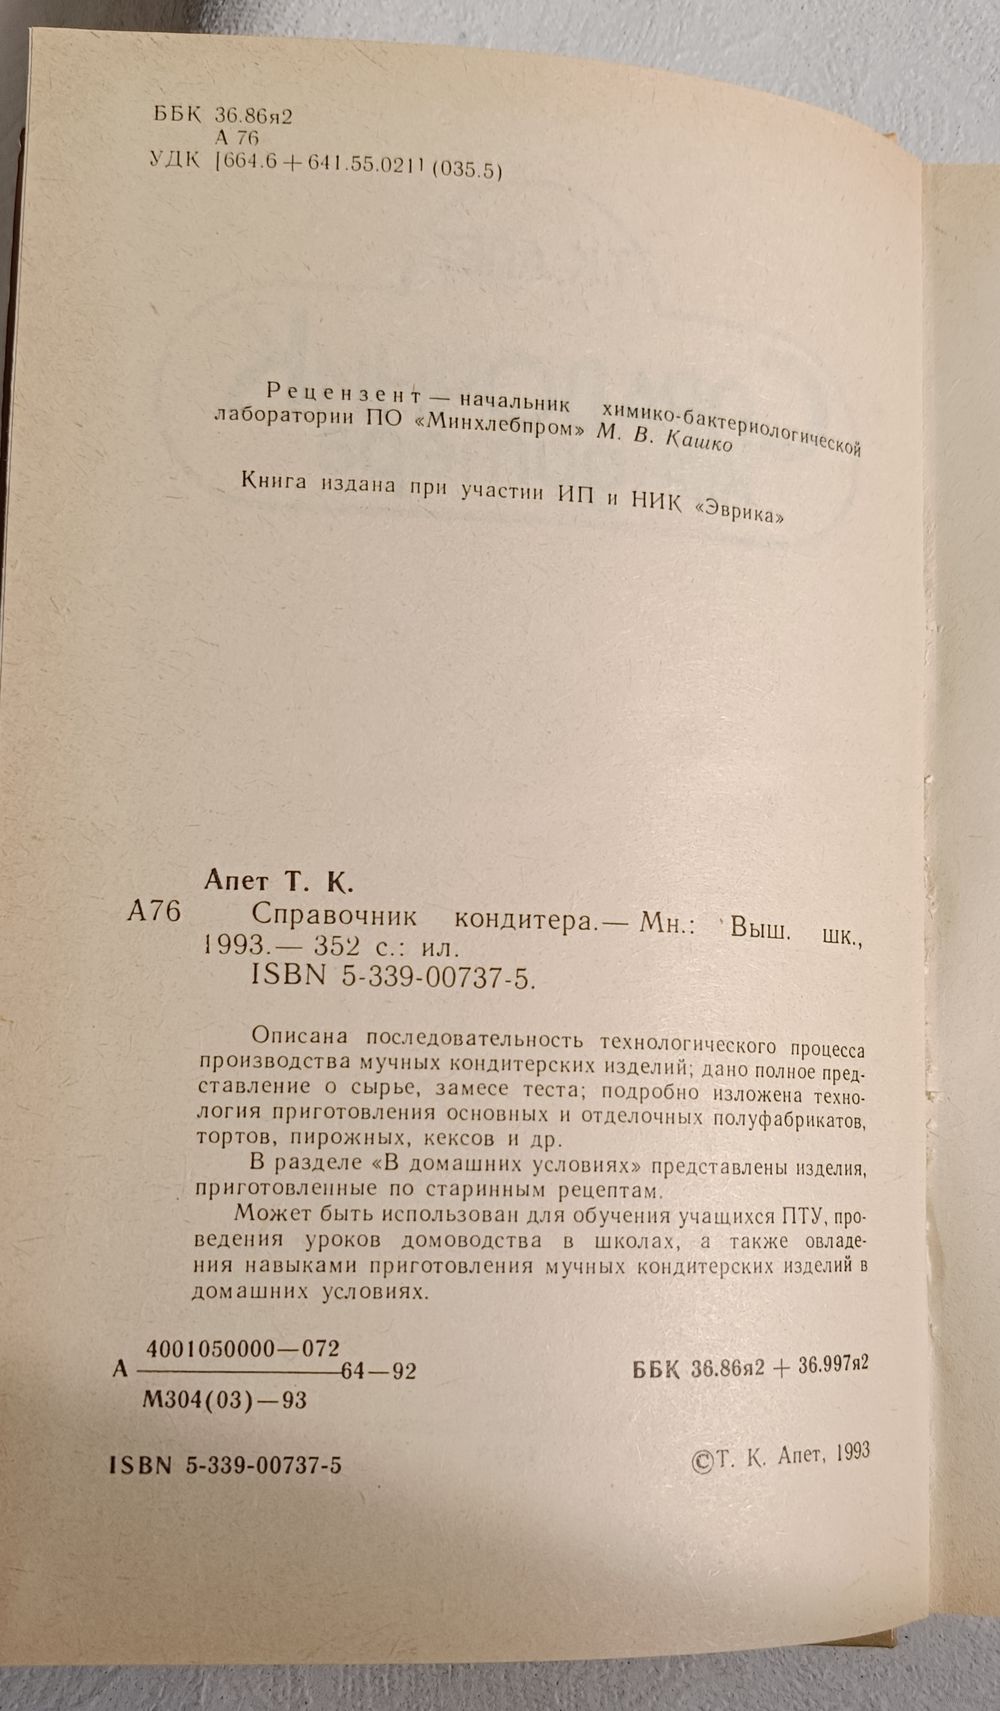 ББК 36.86я2
А 76
УДК [664.6+641.55.021] (035.5)
Рецензент — начальник химико-бактериологической
лаборатории ПО «Минхлебпром» М. В. Кашко
Книга издана при участии ИП и НИК «Эврика»
Апет Т. К.
А76 Справочник кондитера.— Мн.: Выш. шк.,
1993.— 352 с.: ил.
ISBN 5-339-00737-5.
Описана последовательность технологического процесса
производства мучных кондитерских изделий; дано полное пред-
ставление о сырье, замесе теста; подробно изложена техно-
логия приготовления основных и отделочных полуфабрикатов,
тортов, пирожных, кексов и др.
В разделе «В домашних условиях» представлены изделия,
приготовленные по старинным рецептам.
Может быть использован для обучения учащихся ПТУ, про-
ведения уроков домоводства в школах, а также овладе-
ния навыками приготовления мучных кондитерских изделий в
домашних условиях.
4001050000—072
А ————— 64—92
М304(03)—93
ББК 36.86я2 + 36.997я2
ISBN 5-339-00737-5
© Т. К. Апет, 1993